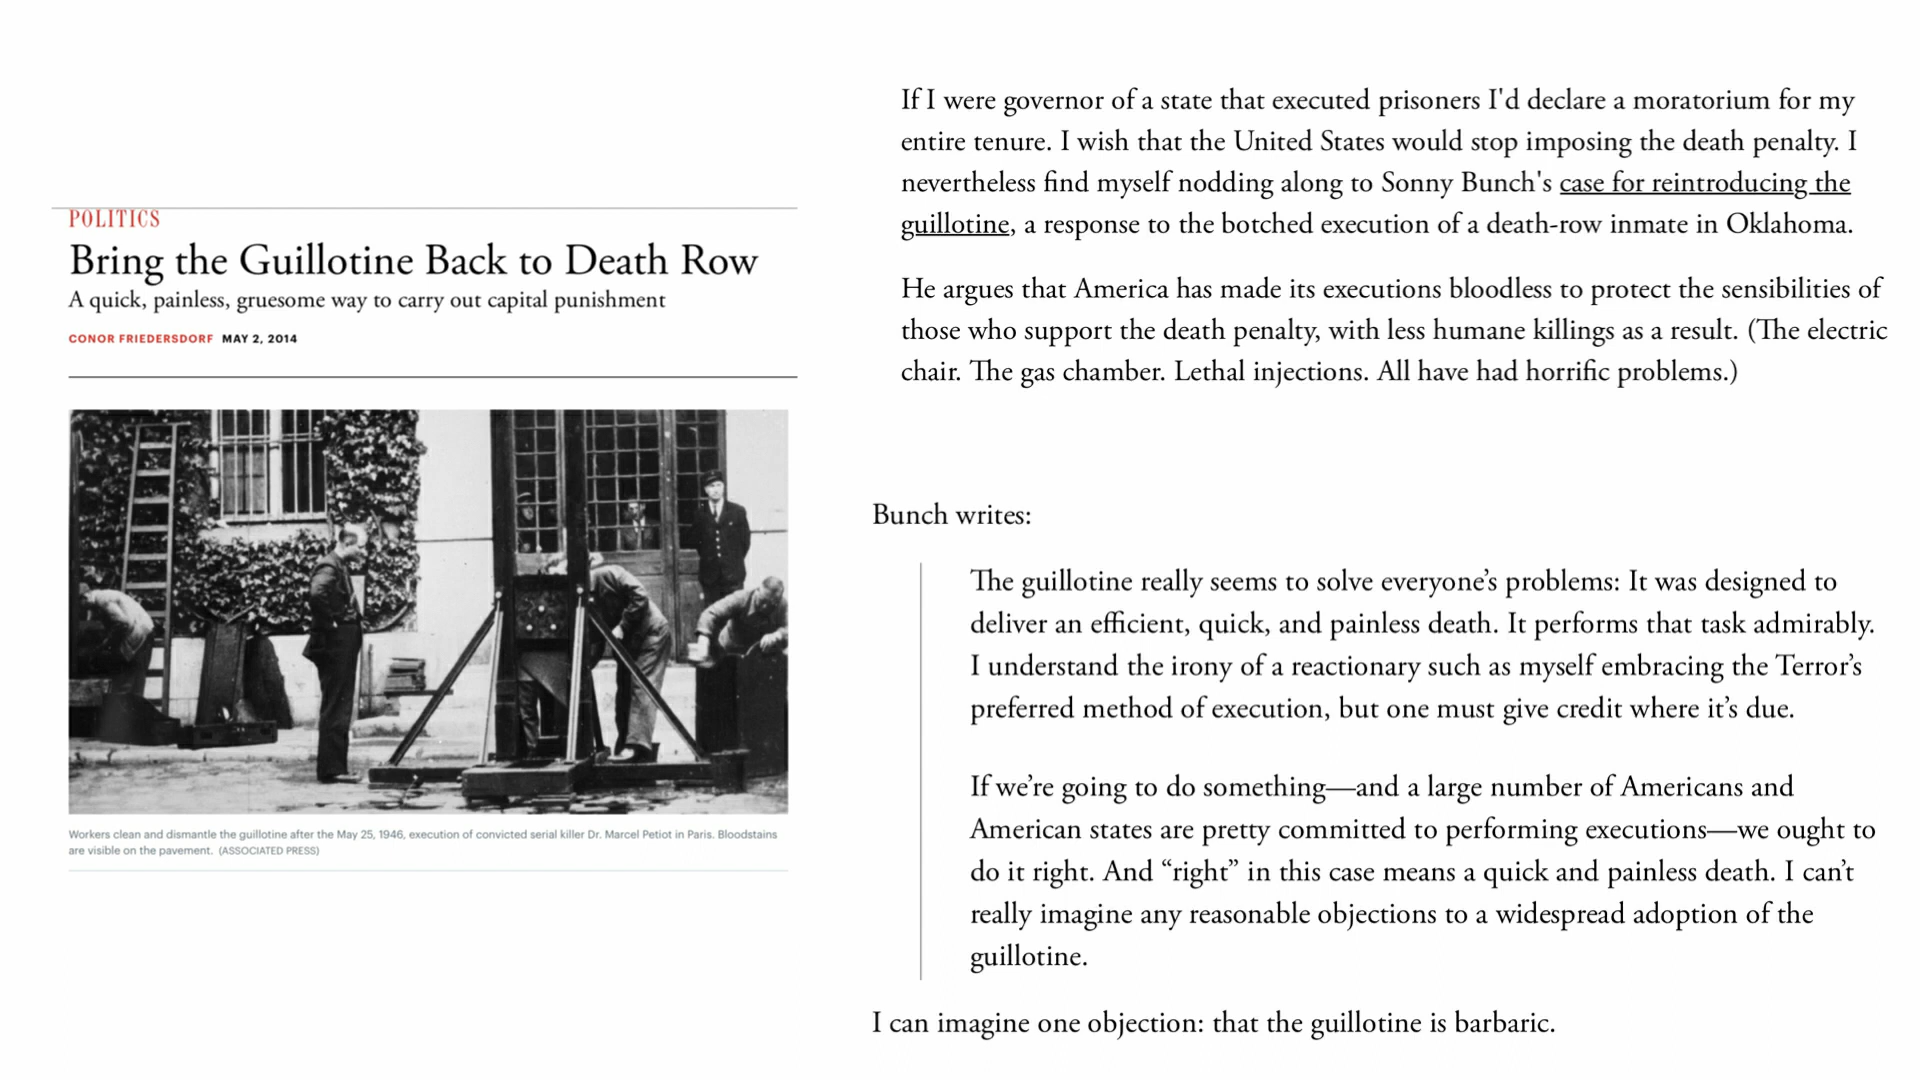 POLITICS
Bring the Guillotine Back to Death Row
A quick, painless, gruesome way to carry out capital punishment
CONOR FRIEDERSDORF MAY 2, 2014
Workers clean and dismantle the guillotine after the May 25, 1946, execution of convicted serial killer Dr. Marcel Petiot in Paris. Bloodstains
are visible on the pavement. (ASSOCIATED PRESS)
If I were governor of a state that executed prisoners I'd declare a moratorium for my
entire tenure. I wish that the United States would stop imposing the death penalty. I
nevertheless find myself nodding along to Sonny Bunch's case for reintroducing the
guillotine, a response to the botched execution of a death-row inmate in Oklahoma.
He argues that America has made its executions bloodless to protect the sensibilities of
those who support the death penalty, with less humane killings as a result. (The electric
chair. The gas chamber. Lethal injections. All have had horrific problems.)
Bunch writes:
The guillotine really seems to solve everyone’s problems: It was designed to
deliver an efficient, quick, and painless death. It performs that task admirably.
I understand the irony of a reactionary such as myself embracing the Terror’s
preferred method of execution, but one must give credit where it’s due.
If we’re going to do something—and a large number of Americans and
American states are pretty committed to performing executions—we ought to
do it right. And “right” in this case means a quick and painless death. I can’t
really imagine any reasonable objections to a widespread adoption of the
guillotine.
I can imagine one objection: that the guillotine is barbaric.